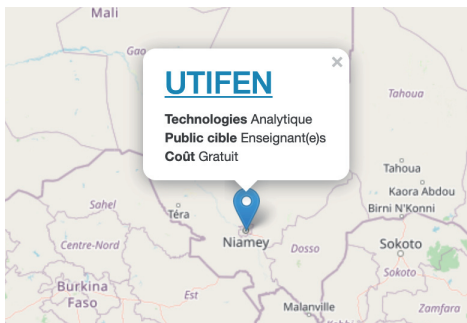 Mali
Gao
×
UTIFEN
Technologies Analytique
Public cible Enseignant(e)s
Coût Gratuit
Tahoua
Tahoua
Kaora Abdou
Birni N'Konni
Sahel
Téra
Niamey
Centre-Nord
Dosso
Sokoto
Sokoto
Burkina
Faso
Est
Malanville
Zamfara